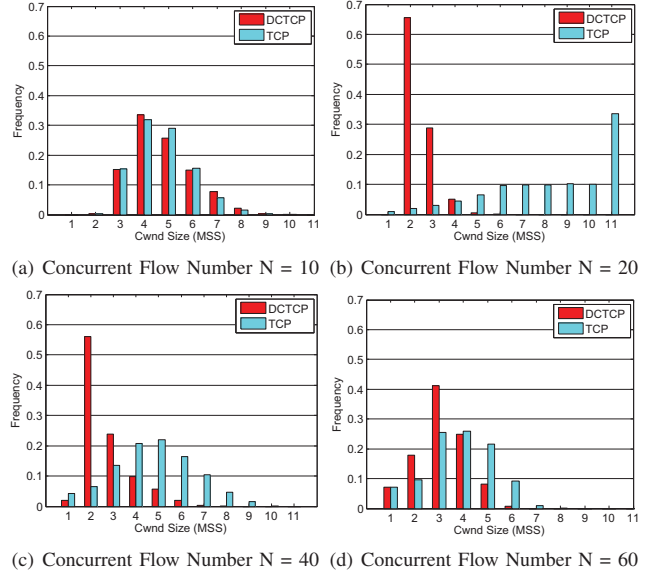 0.7
0.6
0.5
0.4
0.3
0.2
0.1
0
Frequency
DCTCP
TCP
1 2 3 4 5 6 7 8 9 10 11
Cwnd Size (MSS)
(a) Concurrent Flow Number N = 10
0.7
0.6
0.5
0.4
0.3
0.2
0.1
0
Frequency
DCTCP
TCP
1 2 3 4 5 6 7 8 9 10 11
Cwnd Size (MSS)
(b) Concurrent Flow Number N = 20
0.7
0.6
0.5
0.4
0.3
0.2
0.1
0
Frequency
DCTCP
TCP
1 2 3 4 5 6 7 8 9 10 11
Cwnd Size (MSS)
(c) Concurrent Flow Number N = 40
0.7
0.6
0.5
0.4
0.3
0.2
0.1
0
Frequency
DCTCP
TCP
1 2 3 4 5 6 7 8 9 10 11
Cwnd Size (MSS)
(d) Concurrent Flow Number N = 60